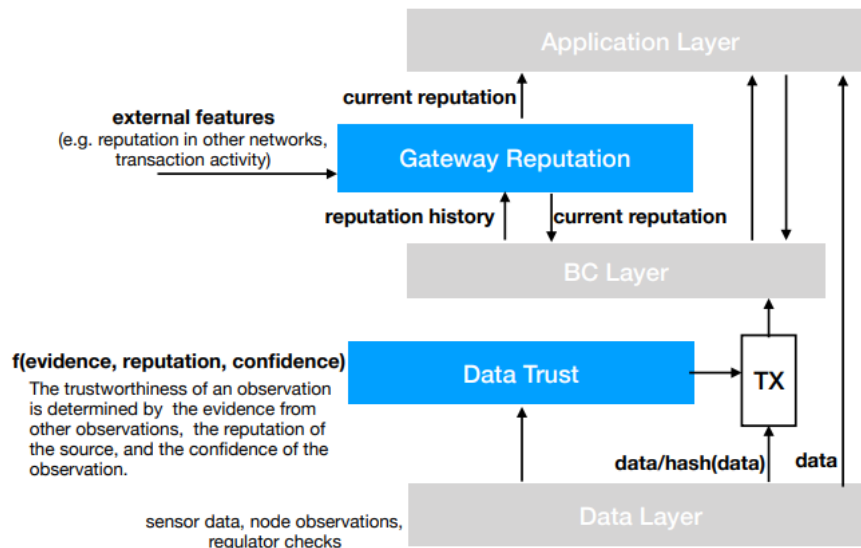 Application Layer
current reputation
external features
(e.g. reputation in other networks,
transaction activity)
Gateway Reputation
reputation history
current reputation
BC Layer
f(evidence, reputation, confidence)
The trustworthiness of an observation
is determined by the evidence from
other observations, the reputation of
the source, and the confidence of the
observation.
Data Trust
TX
data/hash(data)
data
Data Layer
sensor data, node observations,
regulator checks